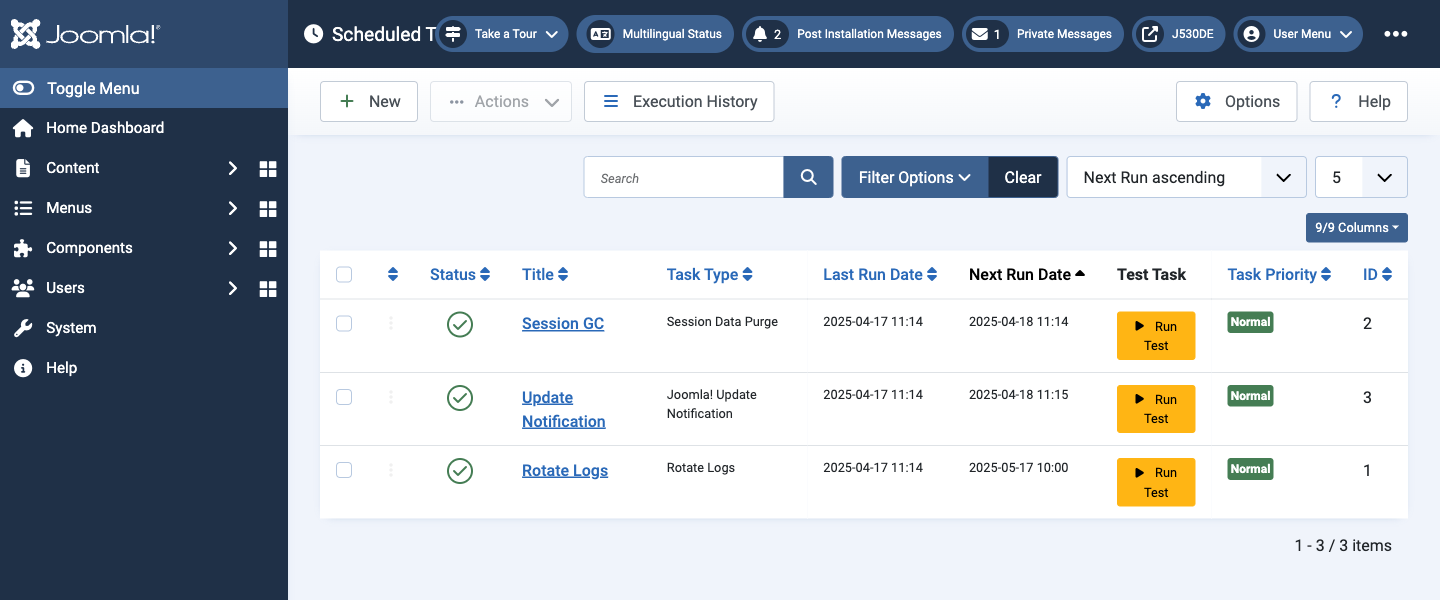 Joomla!
Scheduled T
Take a Tour
Multilingual Status
2 Post Installation Messages
1 Private Messages
J530DE
User Menu
Toggle Menu
Home Dashboard
Content
Menus
Components
Users
System
Help
New
Actions
Execution History
Options
? Help
Search
Filter Options
Clear
Next Run ascending
5
9/9 Columns
Status Title Task Type Last Run Date Next Run Date Test Task Task Priority ID
Session GC Session Data Purge 2025-04-17 11:14 2025-04-18 11:14 Run Normal 2
Test
Update Joomla! Update 2025-04-17 11:14 2025-04-18 11:15 Run Normal 3
Notification Notification Test
Rotate Logs Rotate Logs 2025-04-17 11:14 2025-05-17 10:00 Run Normal 1
Test
1 - 3 / 3 items